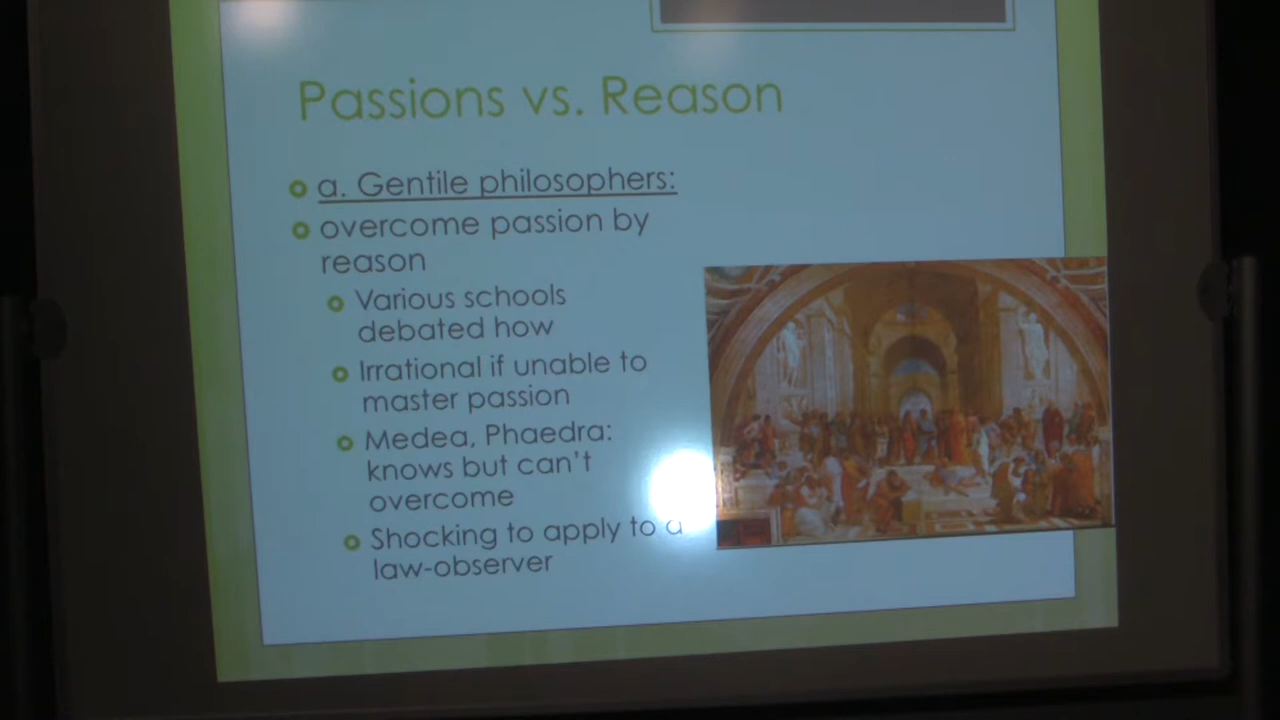 Passions vs. Reason
a. Gentile philosophers:
overcome passion by
reason
Various schools
debated how
Irrational if unable to
master passion
Medea, Phaedra:
knows but can't
overcome
Shocking to apply to a
law-observer